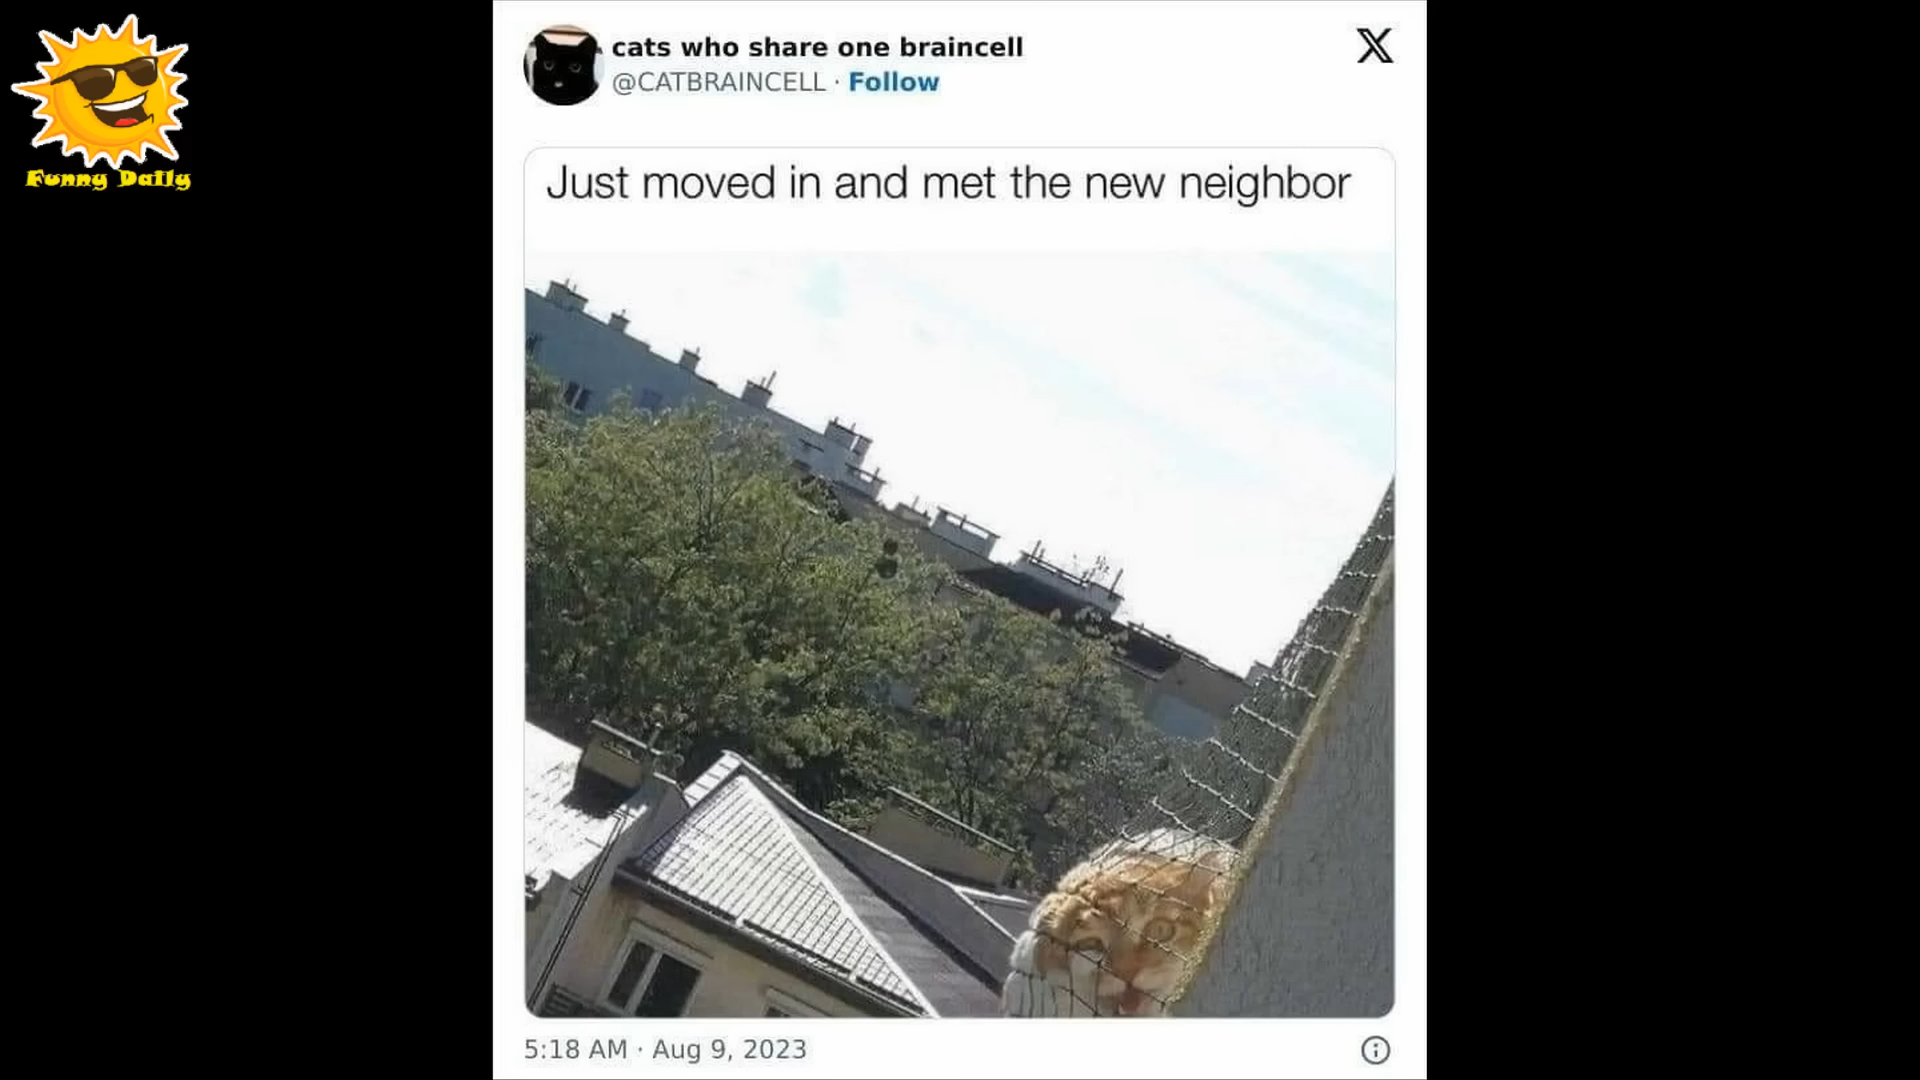 Funny Daily
cats who share one braincell
@CATBRAINCELL · Follow
Just moved in and met the new neighbor
5:18 AM · Aug 9, 2023